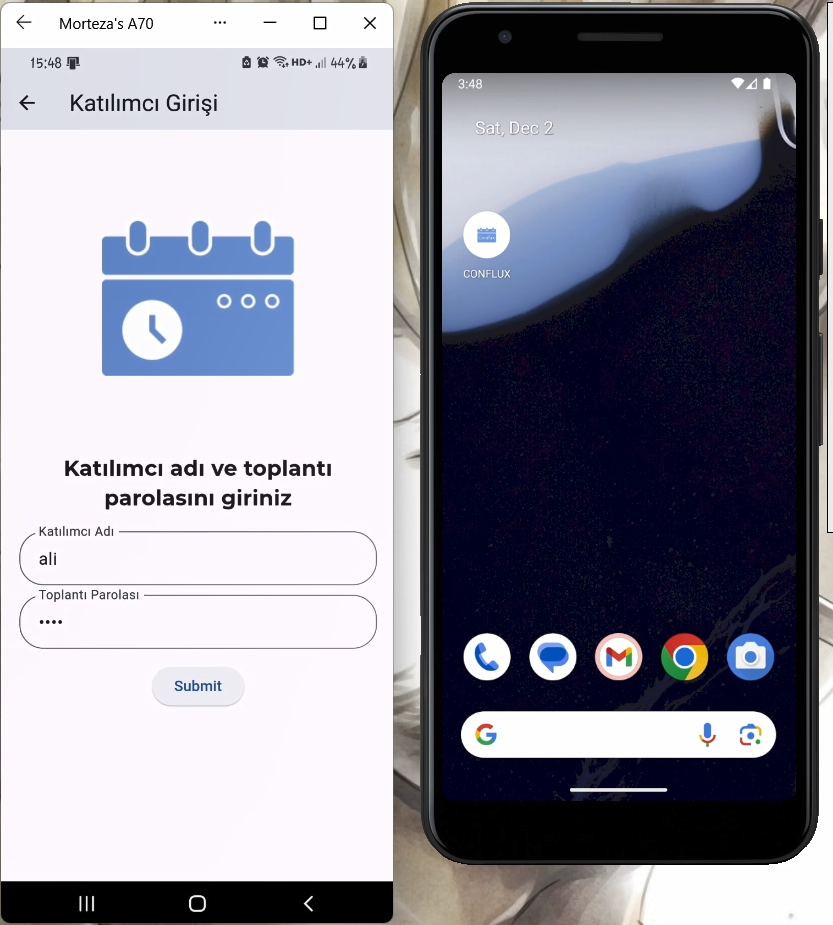 Morteza's A70
15:48
HD+
44%
Katılımcı Girişi
Katılımcı adı ve toplantı
parolasını giriniz
Katılımcı Adı
ali
Toplantı Parolası
••••
Submit
3:48
Sat, Dec 2
CONFLUX